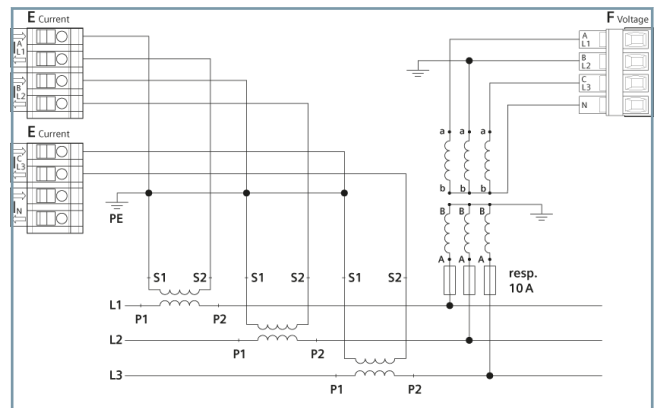 E Current
A
L1
B
L2
E Current
C
L3
N
PE
F Voltage
A
L1
B
L2
C
L3
N
a a a
b b b
B B B
A A A
resp.
10 A
S1 S2 S1 S2 S1 S2
L1
P1 P2
L2
P1 P2
L3
P1 P2